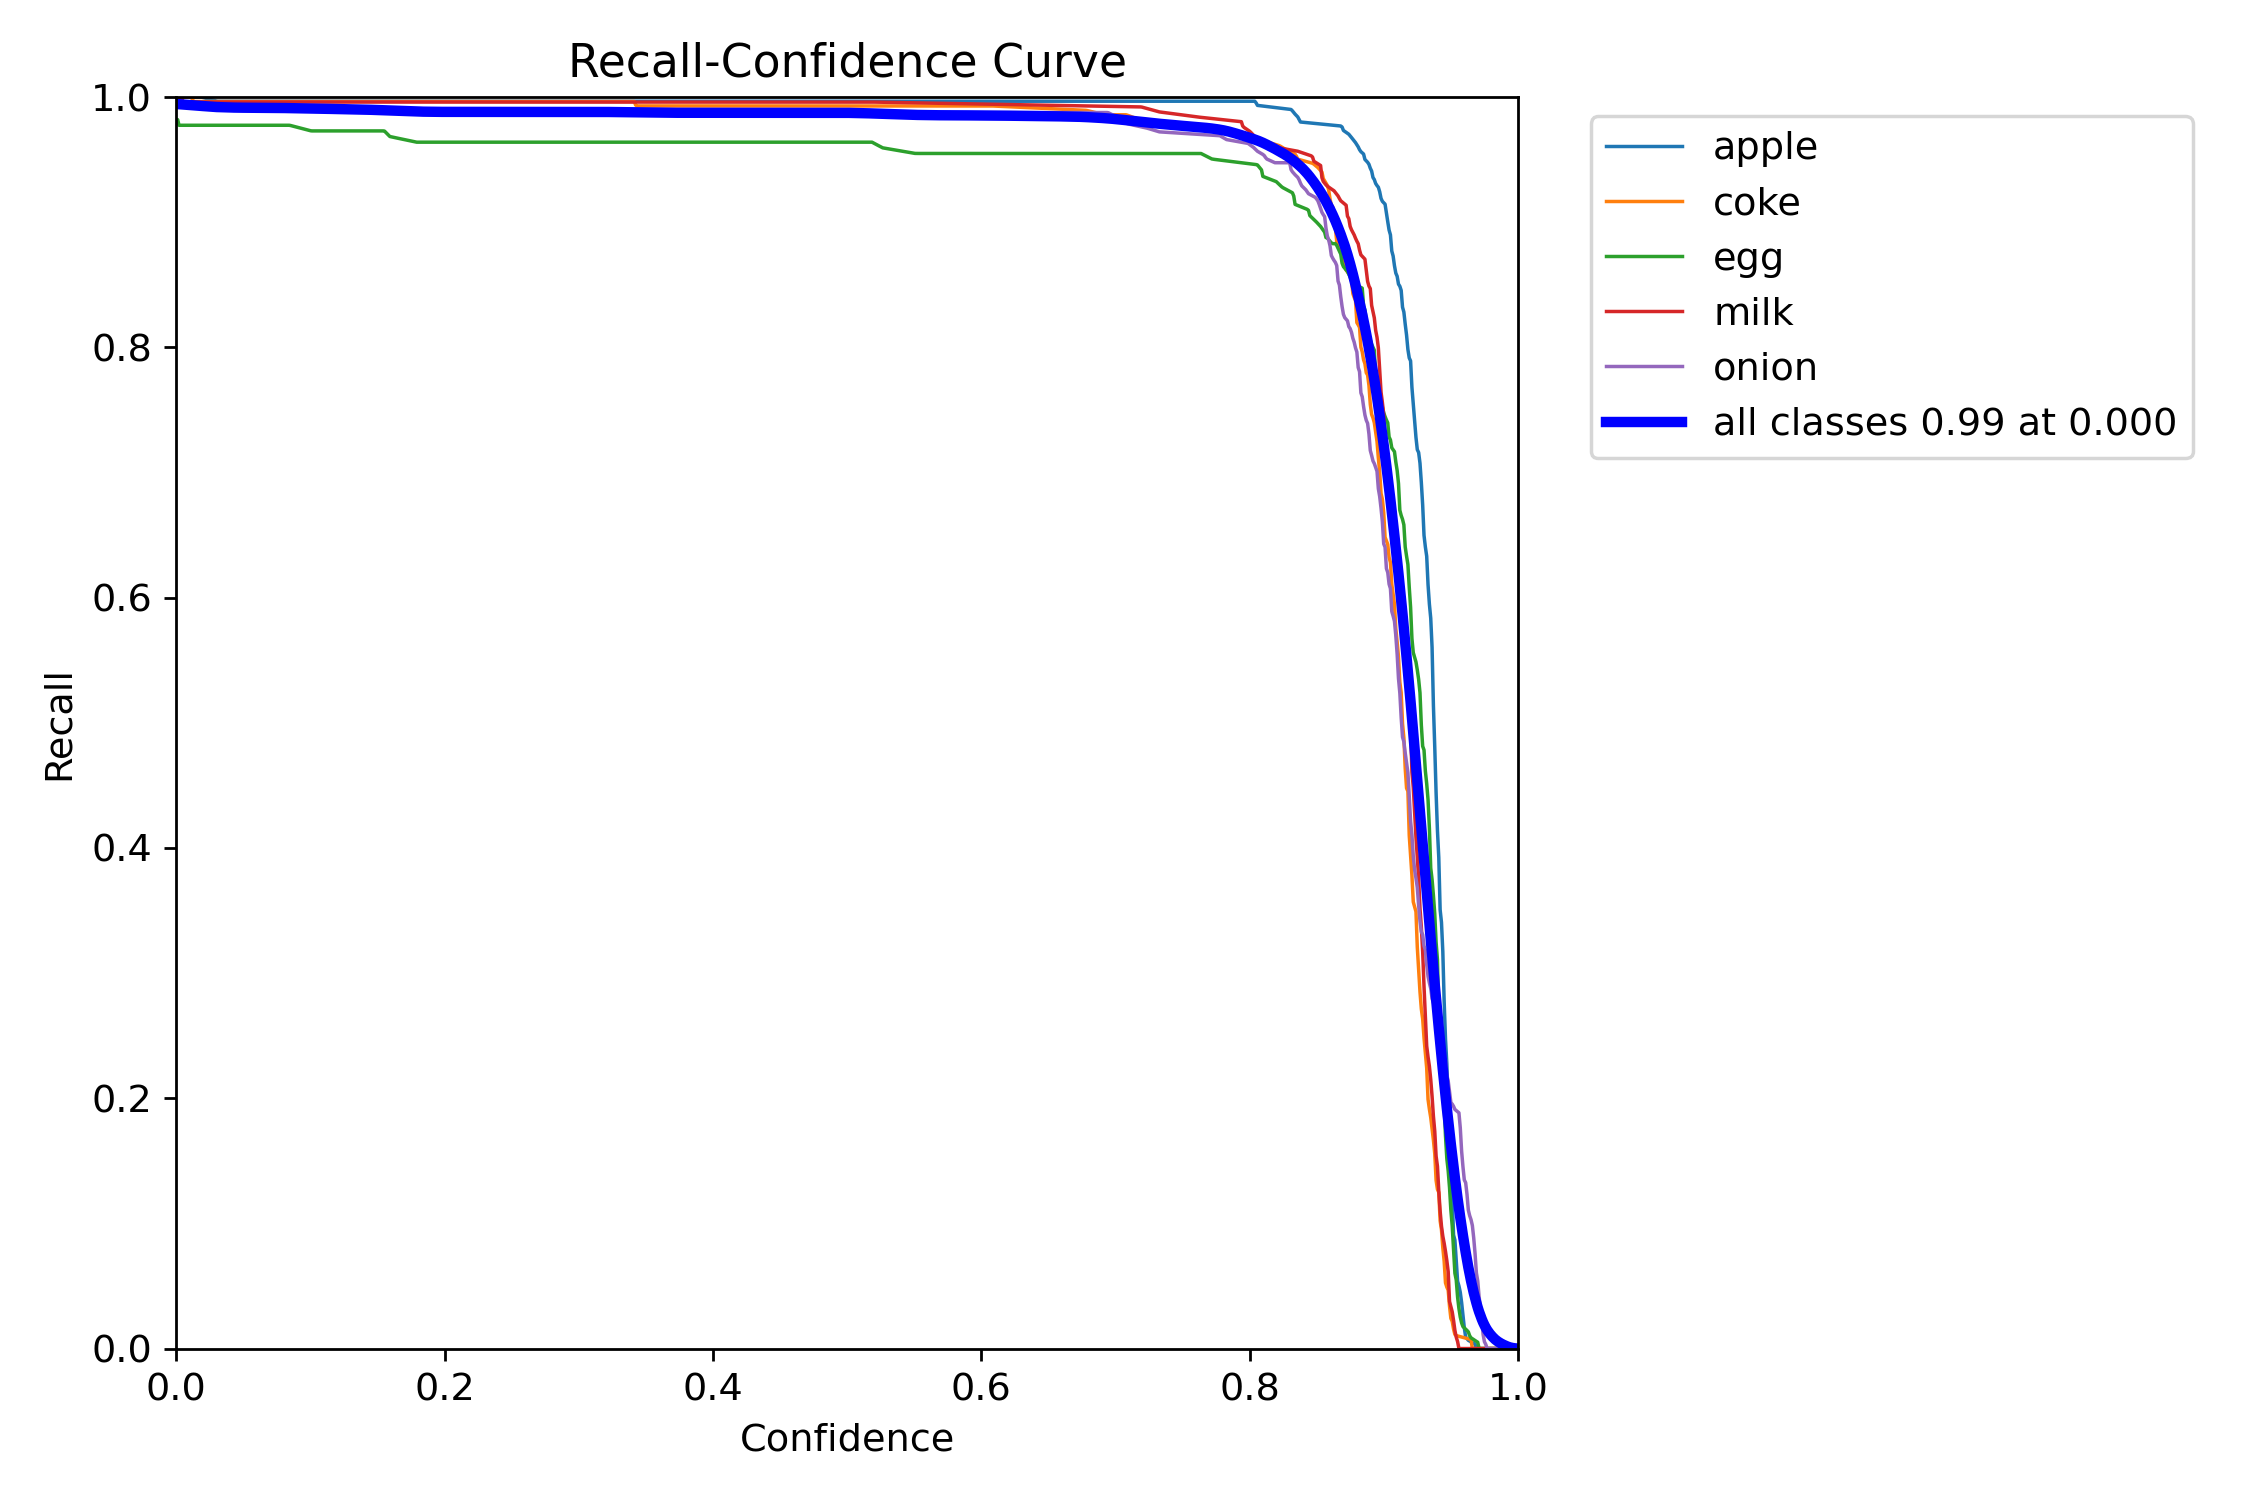 Recall-Confidence Curve
1.0
0.8
0.6
0.4
0.2
0.0
Recall
0.0 0.2 0.4 0.6 0.8 1.0
Confidence
apple
coke
egg
milk
onion
all classes 0.99 at 0.000